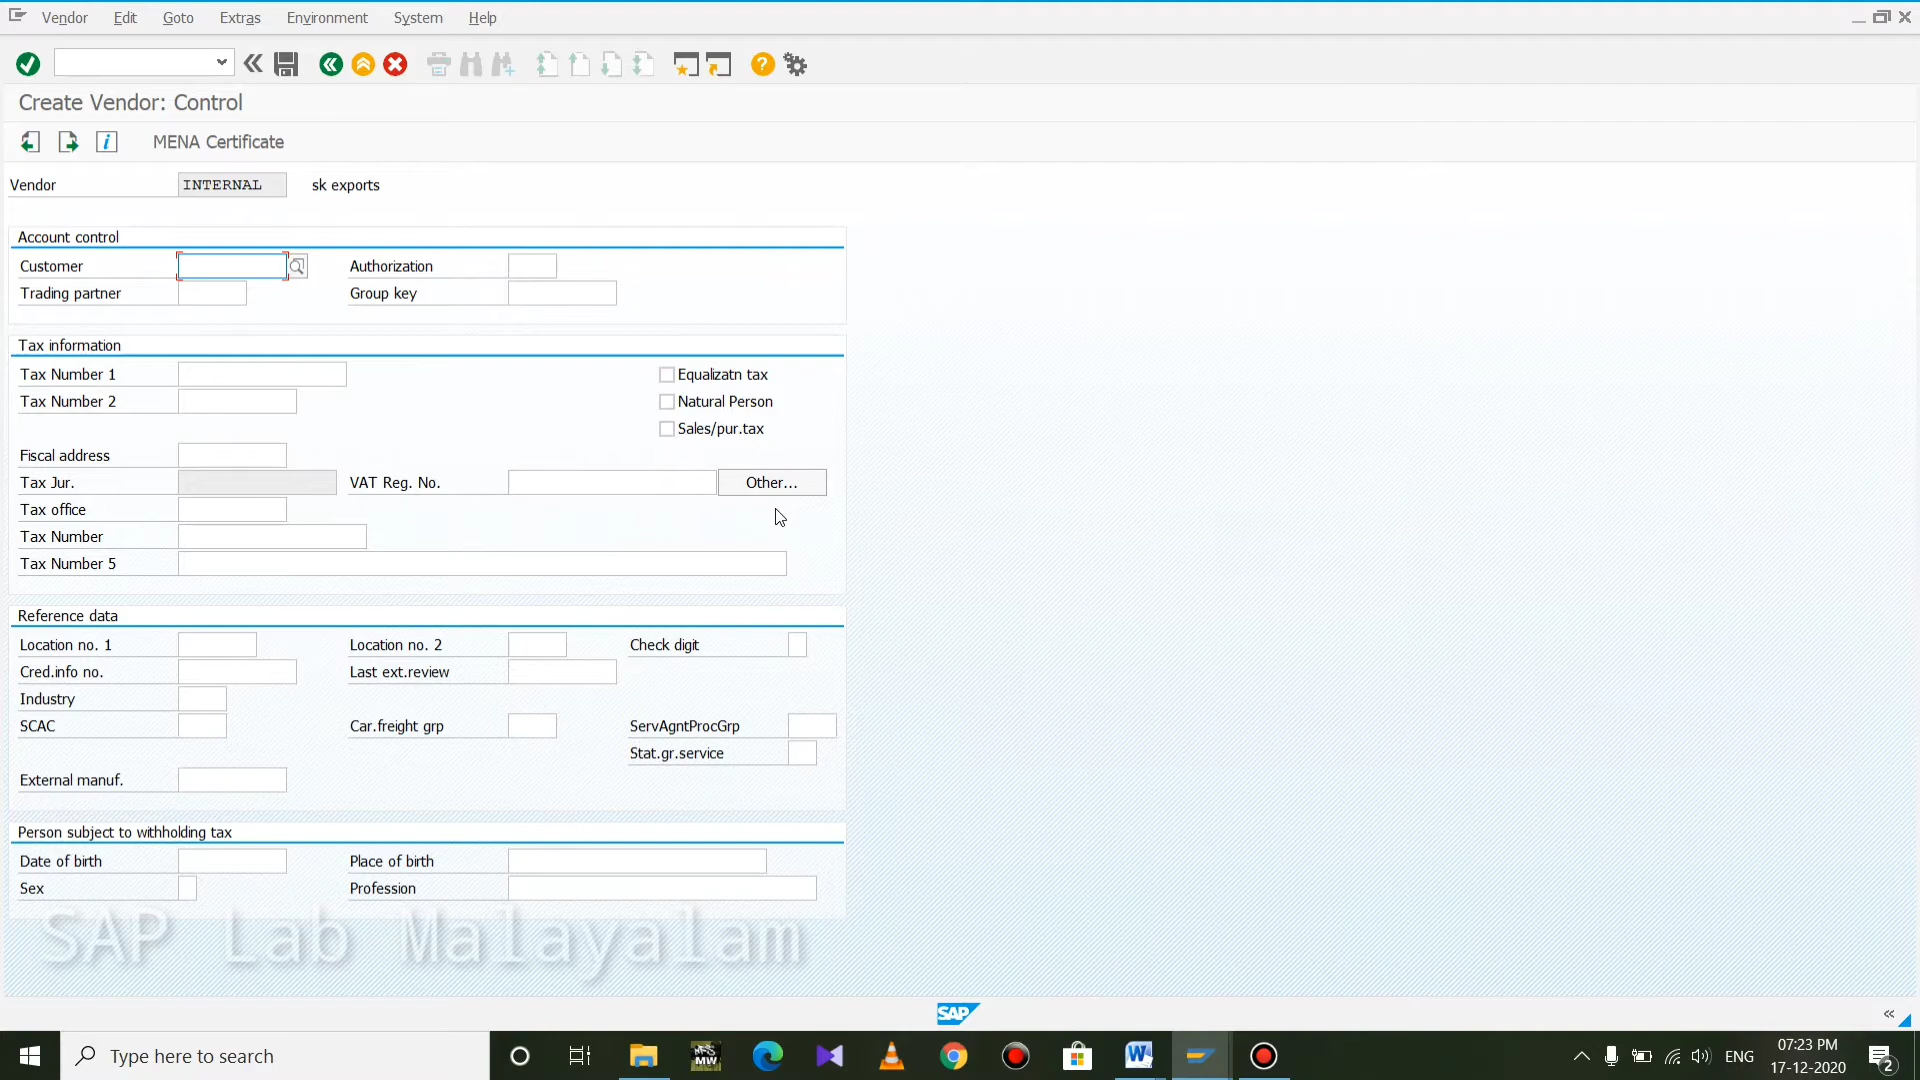 Vendor Edit Goto Extras Environment System Help
Create Vendor: Control
MENA Certificate
Vendor INTERNAL sk exports
Account control
Customer Authorization
Trading partner Group key
Tax information
Tax Number 1 Equalizatn tax
Tax Number 2 Natural Person
Sales/pur.tax
Fiscal address
Tax Jur. VAT Reg. No. Other...
Tax office
Tax Number
Tax Number 5
Reference data
Location no. 1 Location no. 2 Check digit
Cred.info no. Last ext.review
Industry
SCAC Car.freight grp ServAgntProcGrp
Stat.gr.service
External manuf.
Person subject to withholding tax
Date of birth Place of birth
Sex Profession
SAP Lab Malayalam
SAP
Type here to search
MW
W
ENG
07:23 PM
17-12-2020
2